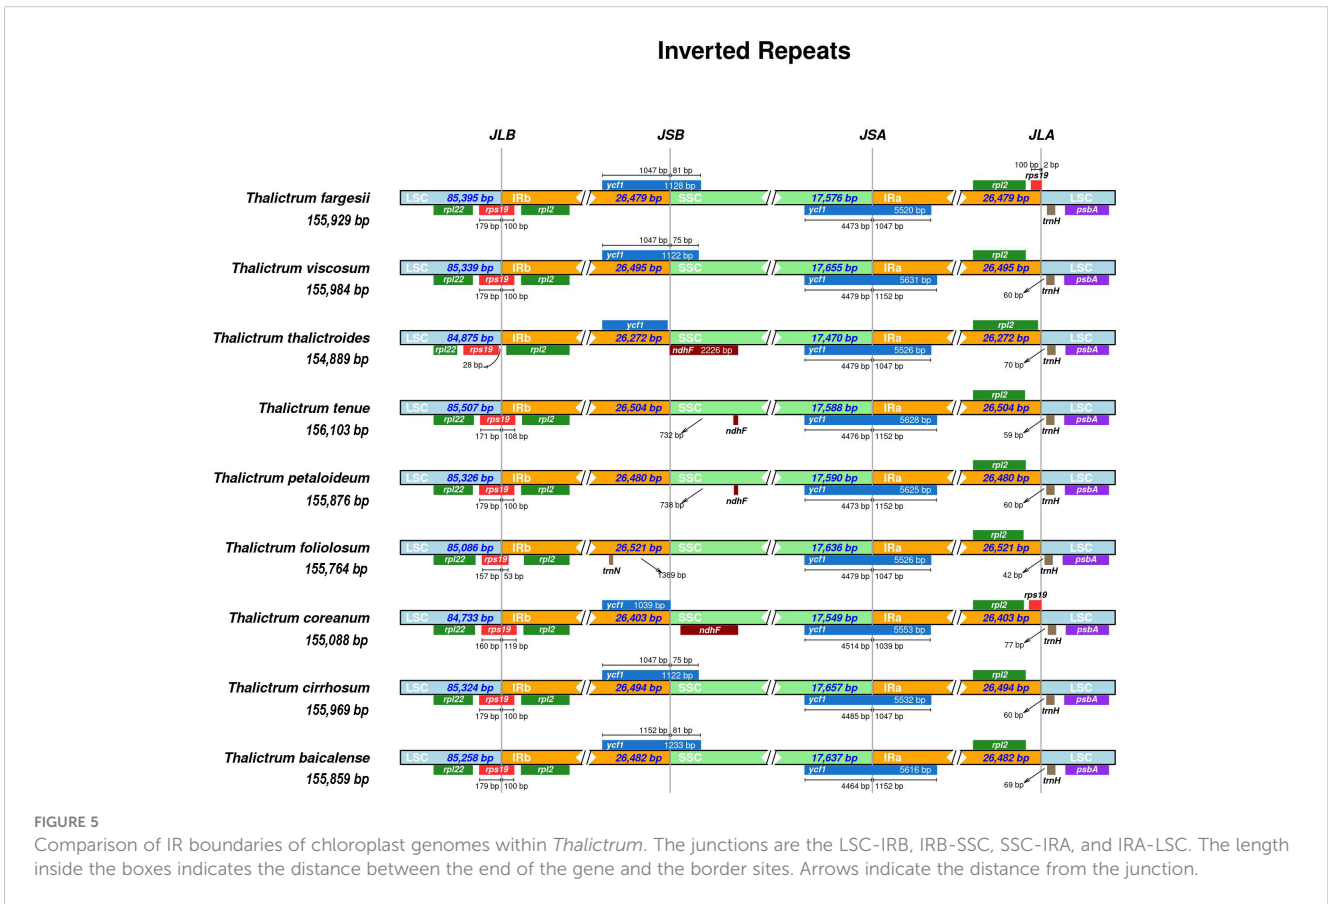 Inverted Repeats
JLB JSB JSA JLA
1047 bp 81 bp 100 bp 2 bp
rps19
ycf1 1128 bp rpl2
Thalictrum fargesii LSC 85,395 bp IRb 26,479 bp SSC 17,576 bp IRa 26,479 bp LSC
155,929 bp rpl22 rps19 rpl2 ycf1 5520 bp trnH psbA
179 bp 100 bp 4473 bp 1047 bp
1047 bp 75 bp
ycf1 1122 bp rpl2
Thalictrum viscosum LSC 85,339 bp IRb 26,495 bp SSC 17,655 bp IRa 26,495 bp LSC
155,984 bp rpl22 rps19 rpl2 ycf1 5631 bp trnH psbA
179 bp 100 bp 4479 bp 1152 bp 60 bp
ycf1 rpl2
Thalictrum thalictroides LSC 84,875 bp IRb 26,272 bp SSC 17,470 bp IRa 26,272 bp LSC
154,889 bp rpl22 rps19 rpl2 ndhF 2226 bp ycf1 5526 bp trnH psbA
28 bp 4479 bp 1047 bp 70 bp
rpl2
Thalictrum tenue LSC 85,507 bp IRb 26,504 bp SSC 17,588 bp IRa 26,504 bp LSC
156,103 bp rpl22 rps19 rpl2 ndhF ycf1 5628 bp trnH psbA
171 bp 108 bp 732 bp 4476 bp 1152 bp 59 bp
rpl2
Thalictrum petaloideum LSC 85,326 bp IRb 26,480 bp SSC 17,590 bp IRa 26,480 bp LSC
155,876 bp rpl22 rps19 rpl2 ndhF ycf1 5625 bp trnH psbA
179 bp 100 bp 738 bp 4473 bp 1152 bp 60 bp
rpl2
Thalictrum foliolosum LSC 85,086 bp IRb 26,521 bp SSC 17,636 bp IRa 26,521 bp LSC
155,764 bp rpl22 rps19 rpl2 trnN ycf1 5526 bp trnH psbA
157 bp 53 bp 1369 bp 4479 bp 1047 bp 42 bp
rps19
ycf1 1039 bp rpl2
Thalictrum coreanum LSC 84,733 bp IRb 26,403 bp SSC 17,549 bp IRa 26,403 bp LSC
155,088 bp rpl22 rps19 rpl2 ndhF ycf1 5553 bp trnH psbA
160 bp 119 bp 4514 bp 1039 bp 77 bp
1047 bp 75 bp
ycf1 1122 bp rpl2
Thalictrum cirrhosum LSC 85,324 bp IRb 26,494 bp SSC 17,657 bp IRa 26,494 bp LSC
155,969 bp rpl22 rps19 rpl2 ycf1 5532 bp trnH psbA
179 bp 100 bp 4485 bp 1047 bp 60 bp
1152 bp 81 bp
ycf1 1233 bp rpl2
Thalictrum baicalense LSC 85,258 bp IRb 26,482 bp SSC 17,637 bp IRa 26,482 bp LSC
155,859 bp rpl22 rps19 rpl2 ycf1 5616 bp trnH psbA
179 bp 100 bp 4464 bp 1152 bp 69 bp
FIGURE 5
Comparison of IR boundaries of chloroplast genomes within Thalictrum. The junctions are the LSC-IRB, IRB-SSC, SSC-IRA, and IRA-LSC. The length
inside the boxes indicates the distance between the end of the gene and the border sites. Arrows indicate the distance from the junction.